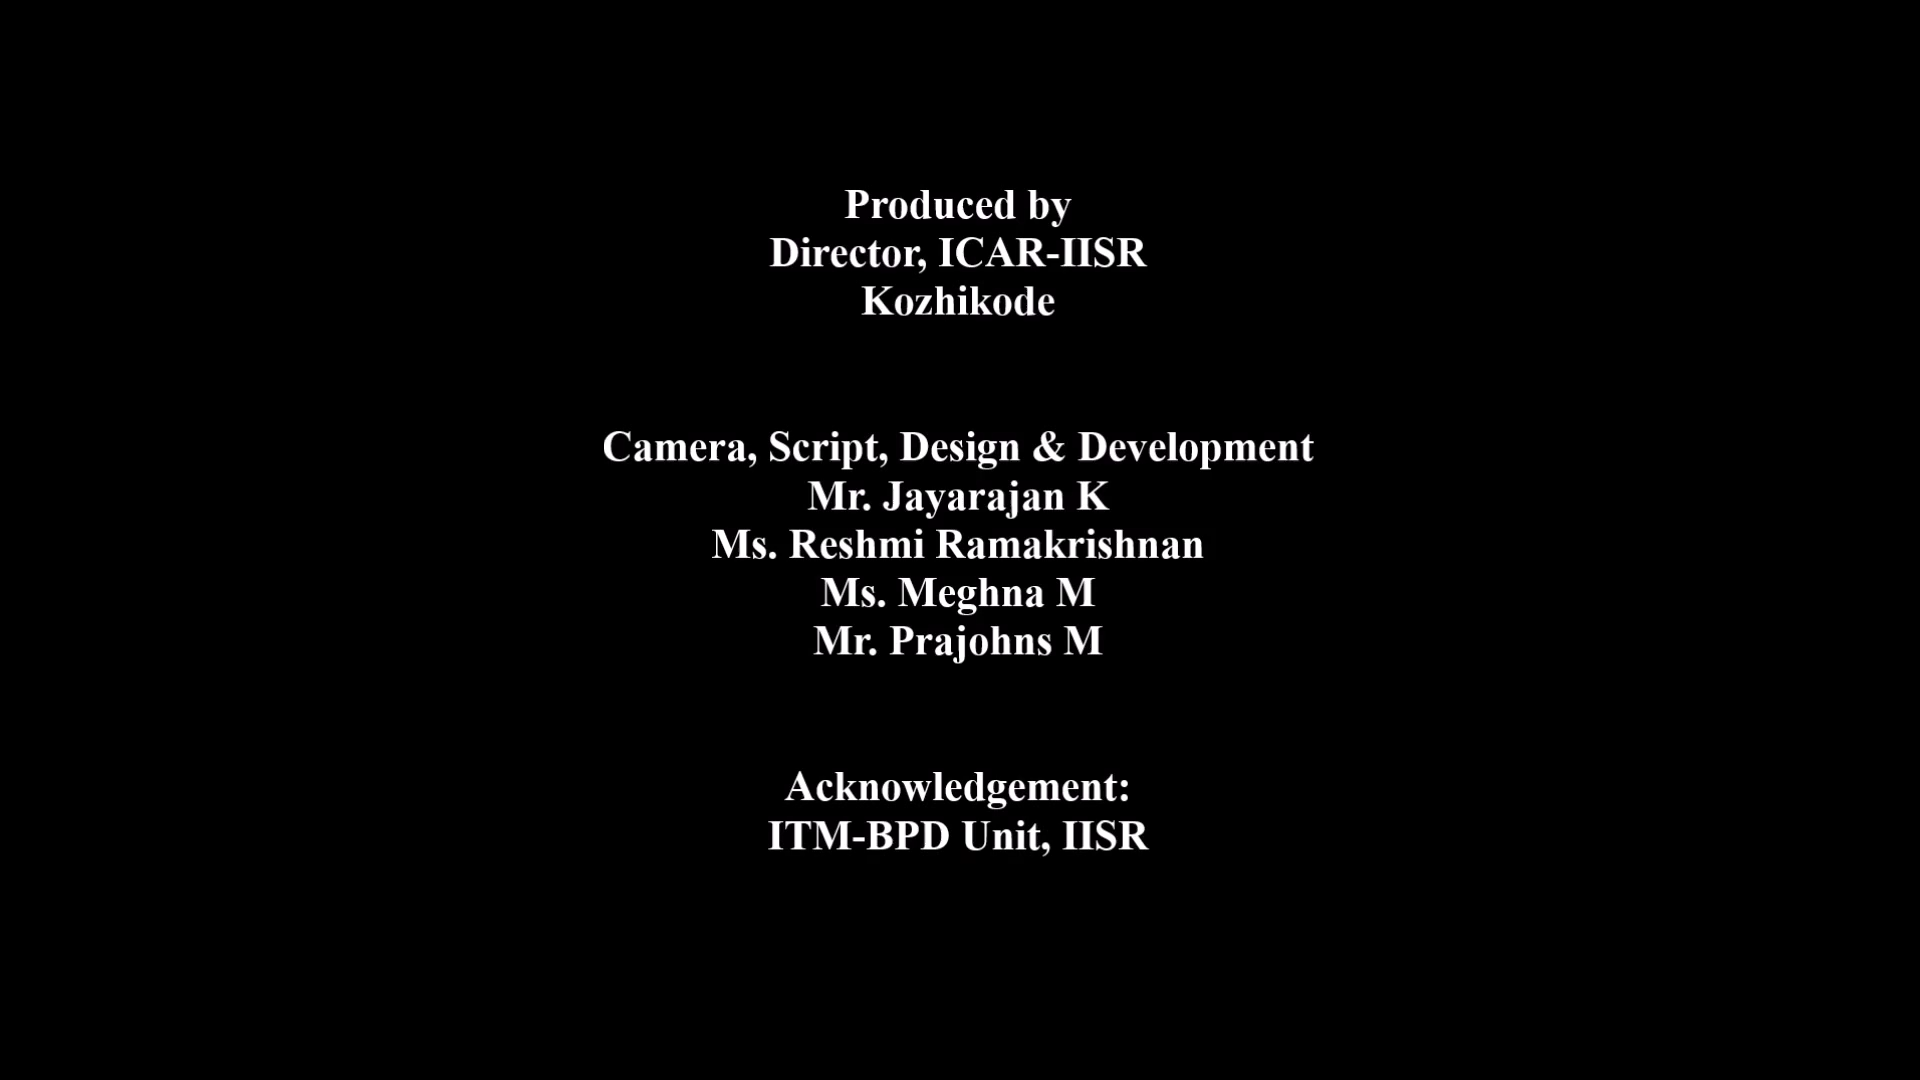 Produced by
Director, ICAR-IISR
Kozhikode
Camera, Script, Design & Development
Mr. Jayarajan K
Ms. Reshmi Ramakrishnan
Ms. Meghna M
Mr. Prajohns M
Acknowledgement:
ITM-BPD Unit, IISR